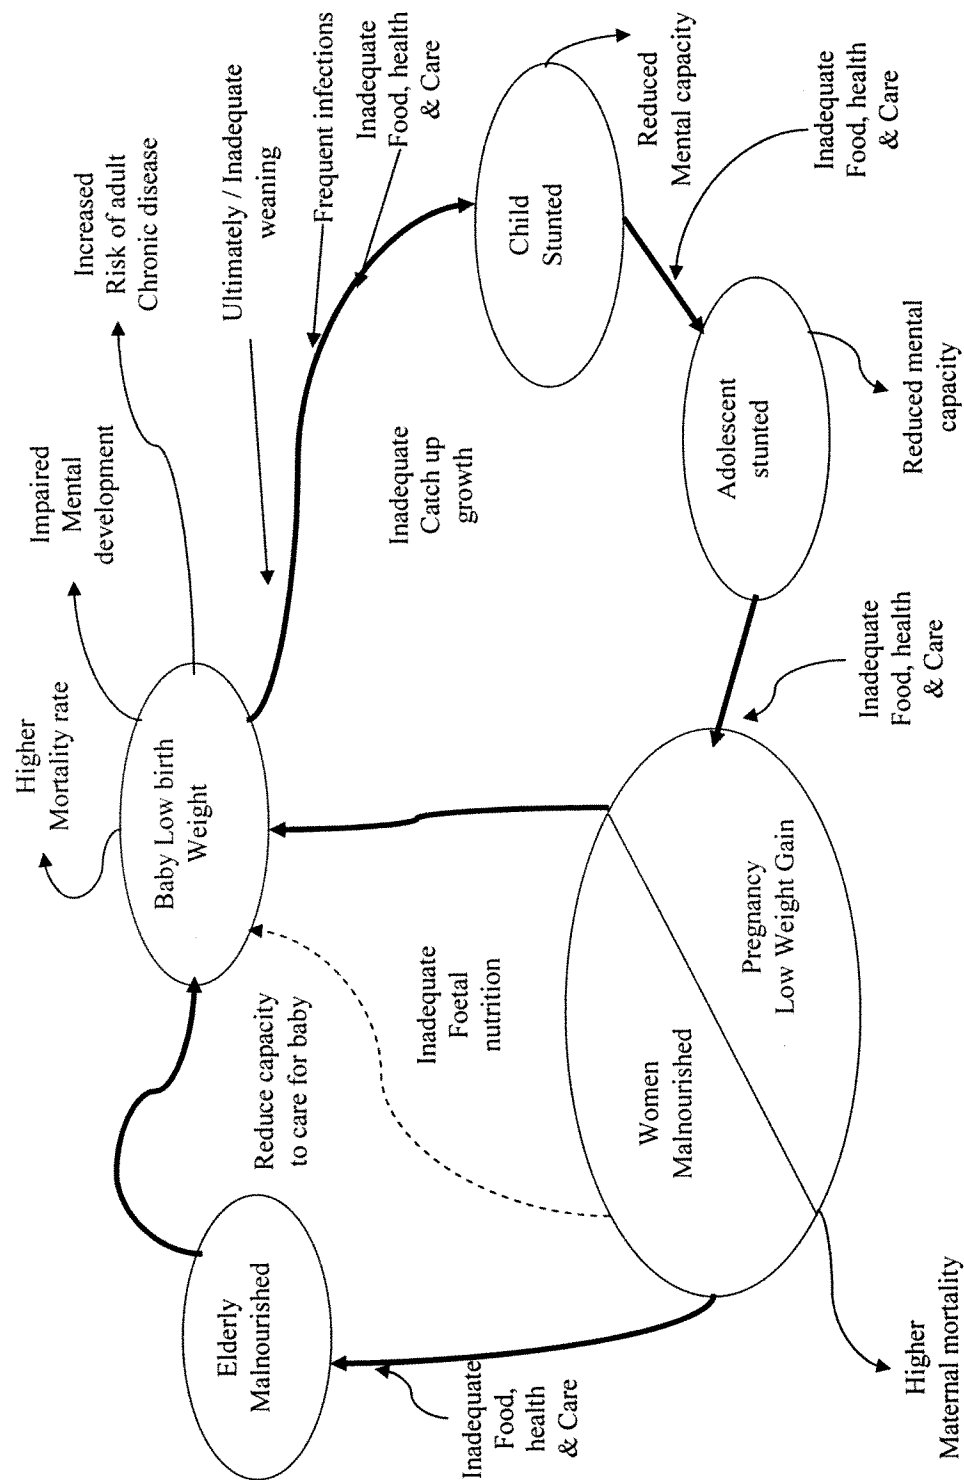 Higher
Mortality rate
Impaired
Mental
development
Increased
Risk of adult
Chronic disease
Elderly
Malnourished
Baby Low birth
Weight
Reduce capacity
to care for baby
Ultimately / Inadequate
weaning
Frequent infections
Inadequate
Food, health
& Care
Inadequate
Foetal
nutrition
Inadequate
Catch up
growth
Child
Stunted
Reduced
Mental capacity
Inadequate
Food,
health
& Care
Women
Malnourished
Pregnancy
Low Weight Gain
Adolescent
stunted
Inadequate
Food, health
& Care
Inadequate
Food, health
& Care
Reduced mental
capacity
Higher
Maternal mortality